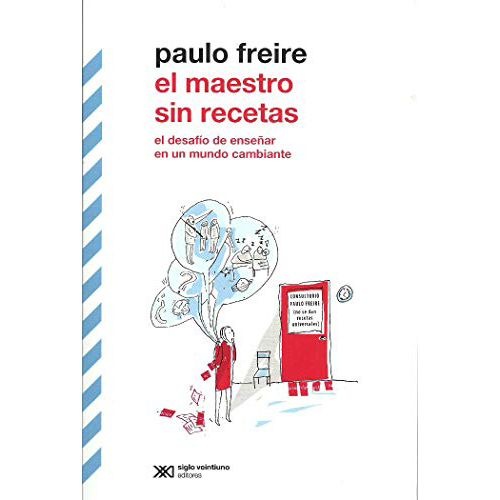 paulo freire
el maestro
sin recetas
el desafío de enseñar
en un mundo cambiante
CONSULTORIO
PAULO FREIRE
(no se dan
recetas
universales)
siglo veintiuno
editores